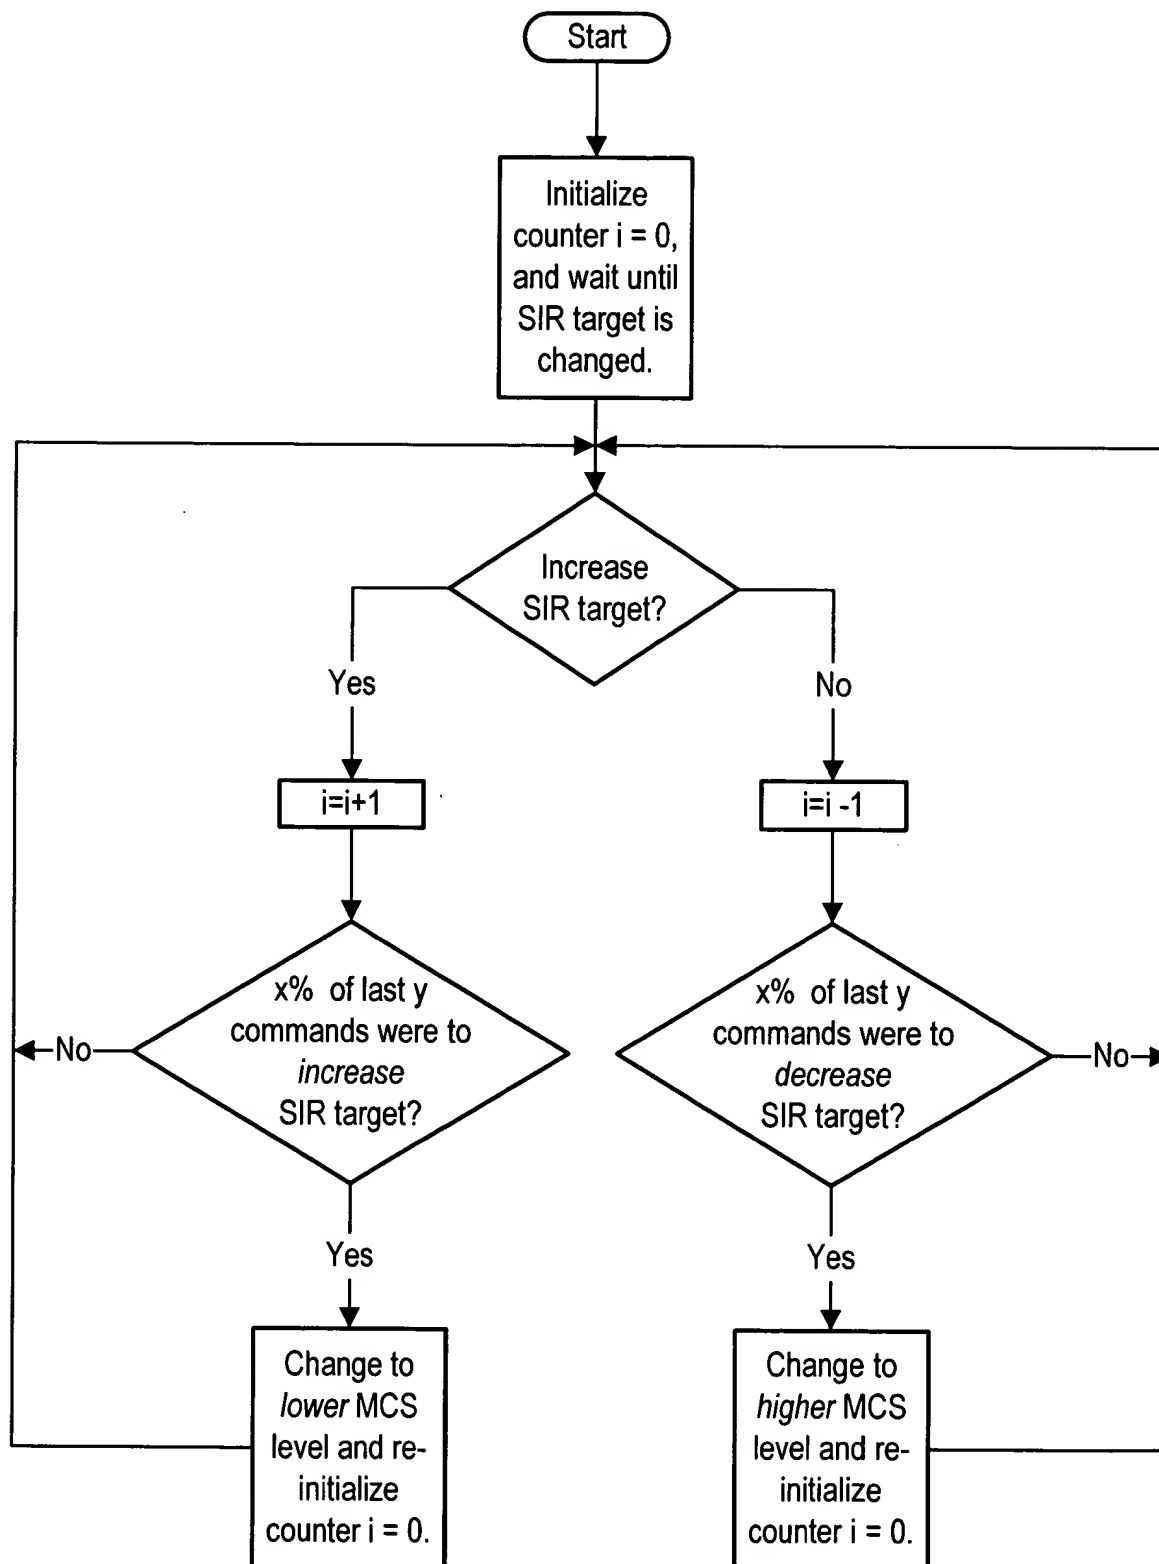 Start
Initialize
counter i = 0,
and wait until
SIR target is
changed.
Increase
SIR target?
Yes
No
i=i+1
i=i -1
x% of last y
commands were to
increase
SIR target?
x% of last y
commands were to
decrease
SIR target?
No
No
Yes
Yes
Change to
lower MCS
level and re-
initialize
counter i = 0.
Change to
higher MCS
level and re-
initialize
counter i = 0.